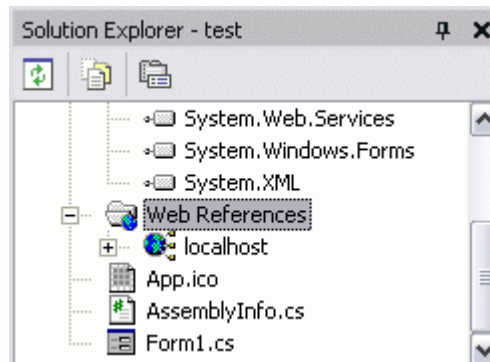 Solution Explorer - test
System.Web.Services
System.Windows.Forms
System.XML
Web References
localhost
App.ico
AssemblyInfo.cs
Form1.cs